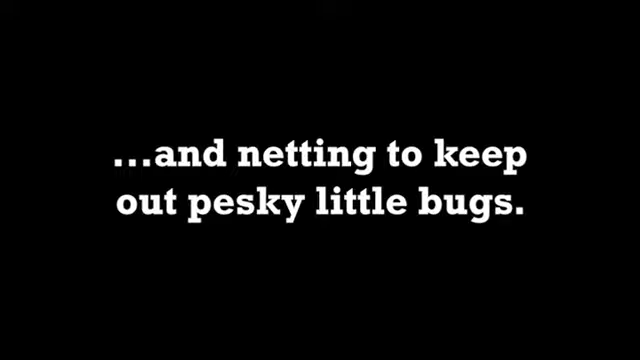 ...and netting to keep
out pesky little bugs.